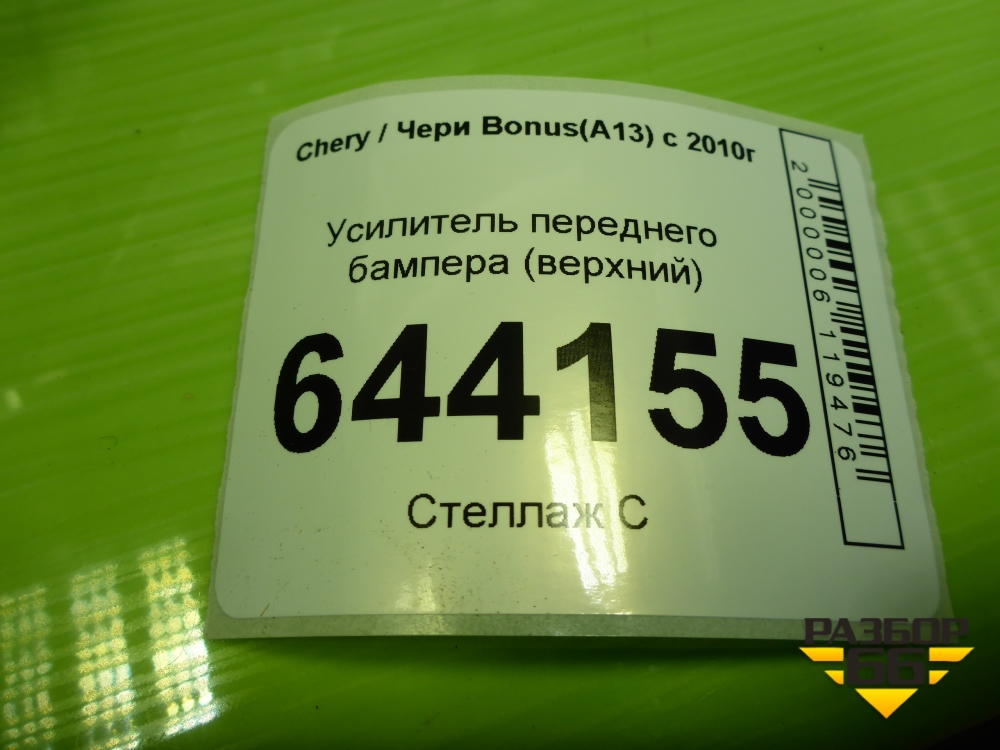 Chery / Чери Bonus(A13) с 2010г
Усилитель переднего
бампера (верхний)
644155
Стеллаж С
2000006119476
РАЗБОР
66